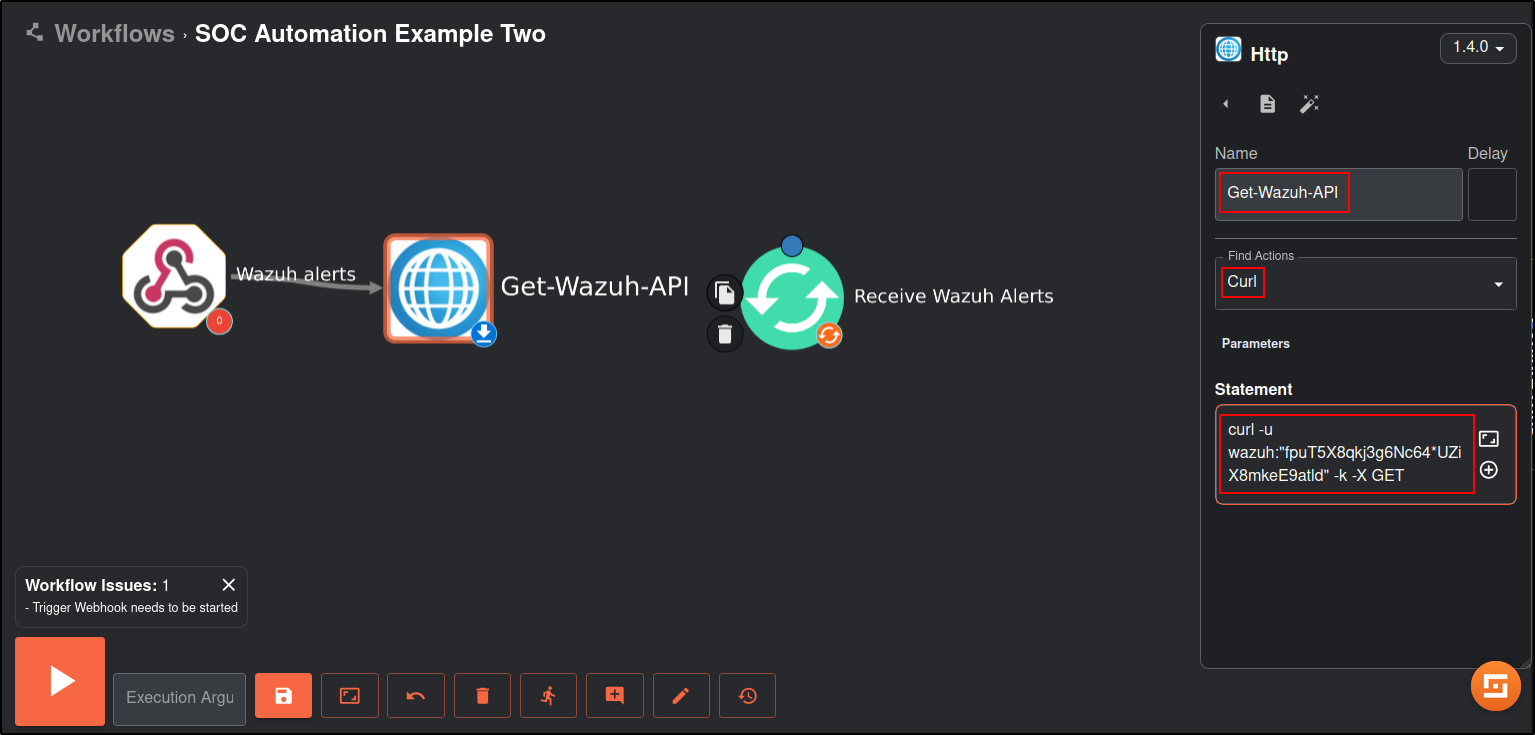 Workflows › SOC Automation Example Two
Http
1.4.0
Name
Delay
Get-Wazuh-API
Find Actions
Curl
Parameters
Statement
curl -u
wazuh:"fpuT5X8qkj3g6Nc64*UZi
X8mkeE9atld" -k -X GET
Wazuh alerts
0
Get-Wazuh-API
Receive Wazuh Alerts
Workflow Issues: 1
- Trigger Webhook needs to be started
Execution Argu